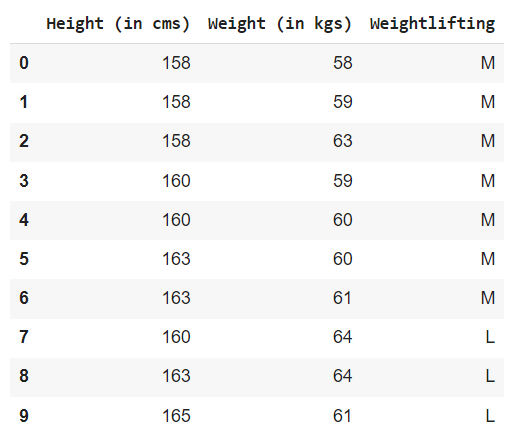 Height (in cms) Weight (in kgs) Weightlifting
0 158 58 M
1 158 59 M
2 158 63 M
3 160 59 M
4 160 60 M
5 163 60 M
6 163 61 M
7 160 64 L
8 163 64 L
9 165 61 L